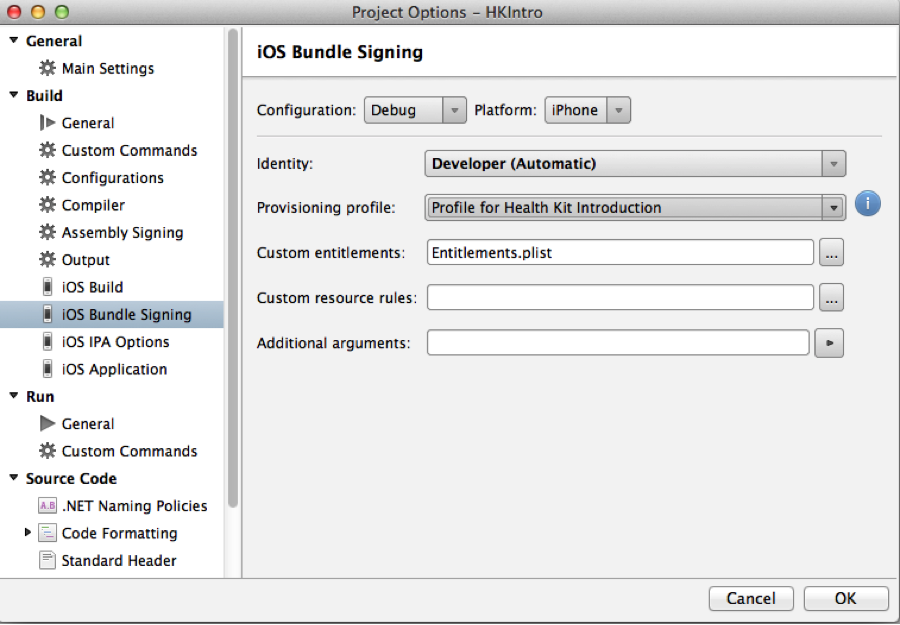 Project Options – HKIntro
General
Main Settings
Build
General
Custom Commands
Configurations
Compiler
Assembly Signing
Output
iOS Build
iOS Bundle Signing
iOS IPA Options
iOS Application
Run
General
Custom Commands
Source Code
A.B .NET Naming Policies
Code Formatting
Standard Header
iOS Bundle Signing
Configuration: Debug Platform: iPhone
Identity: Developer (Automatic)
Provisioning profile: Profile for Health Kit Introduction i
Custom entitlements: Entitlements.plist ...
Custom resource rules: ...
Additional arguments:
Cancel OK